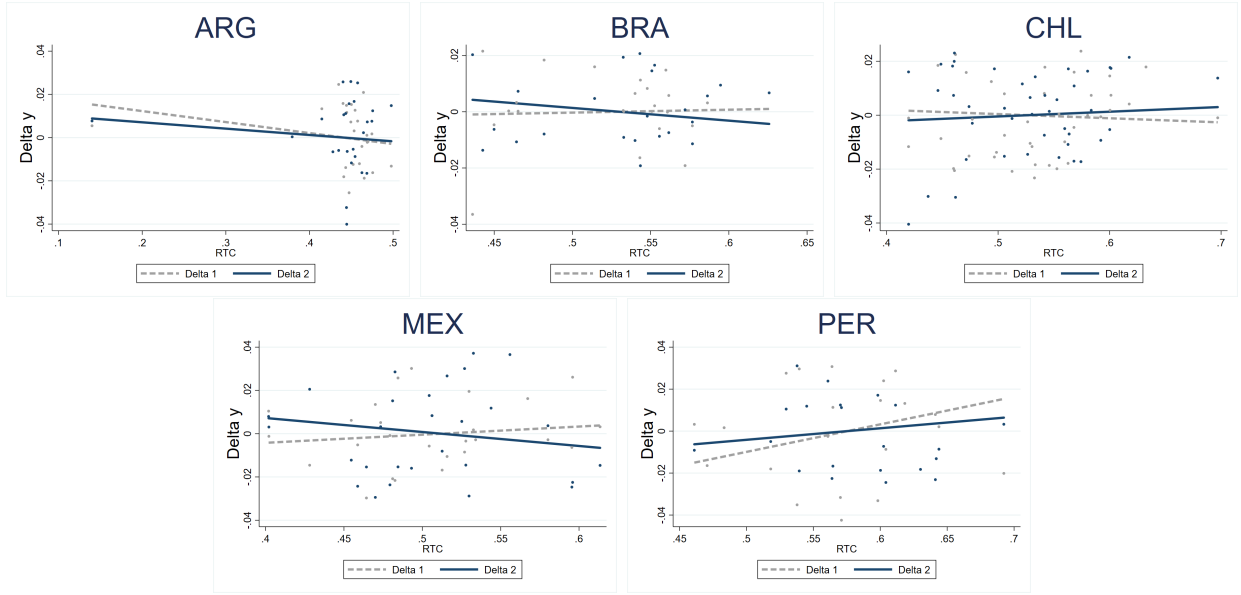 ARG
Delta y
.04
.02
0
-.02
-.04
.1 .2 .3 .4 .5
RTC
Delta 1 Delta 2
BRA
.02
0
-.02
-.04
.45 .5 .55 .6 .65
RTC
Delta 1 Delta 2
CHL
Delta y
.02
0
-.02
-.04
.4 .5 .6 .7
RTC
Delta 1 Delta 2
MEX
Delta y
.04
.02
0
-.02
-.04
.4 .45 .5 .55 .6
RTC
Delta 1 Delta 2
PER
Delta y
.04
.02
0
-.02
-.04
.45 .5 .55 .6 .65 .7
RTC
Delta 1 Delta 2